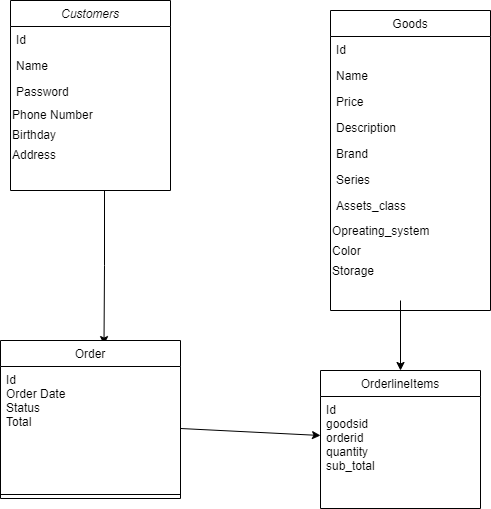 Customers
Id
Name
Password
Phone Number
Birthday
Address
Goods
Id
Name
Price
Description
Brand
Series
Assets_class
Opreating_system
Color
Storage
Order
Id
Order Date
Status
Total
OrderlineItems
Id
goodsid
orderid
quantity
sub_total